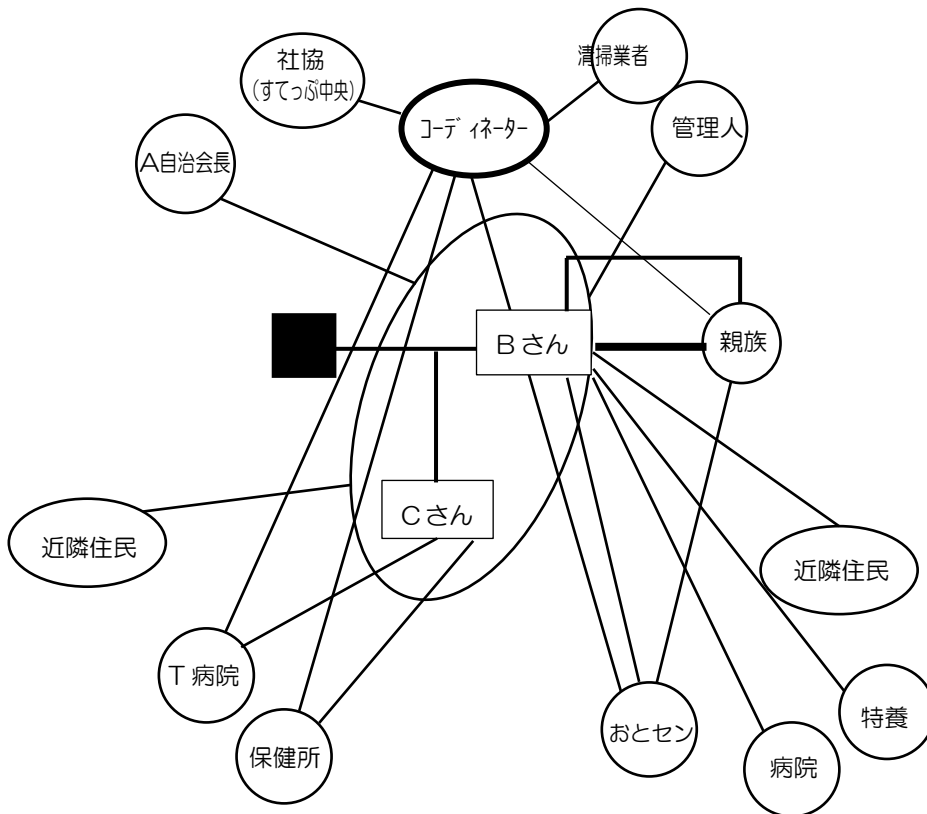 社協
(すてっぷ中央)
清掃業者
コーディネーター
管理人
A自治会長
Bさん
親族
Cさん
近隣住民
近隣住民
T病院
保健所
おとセン
特養
病院